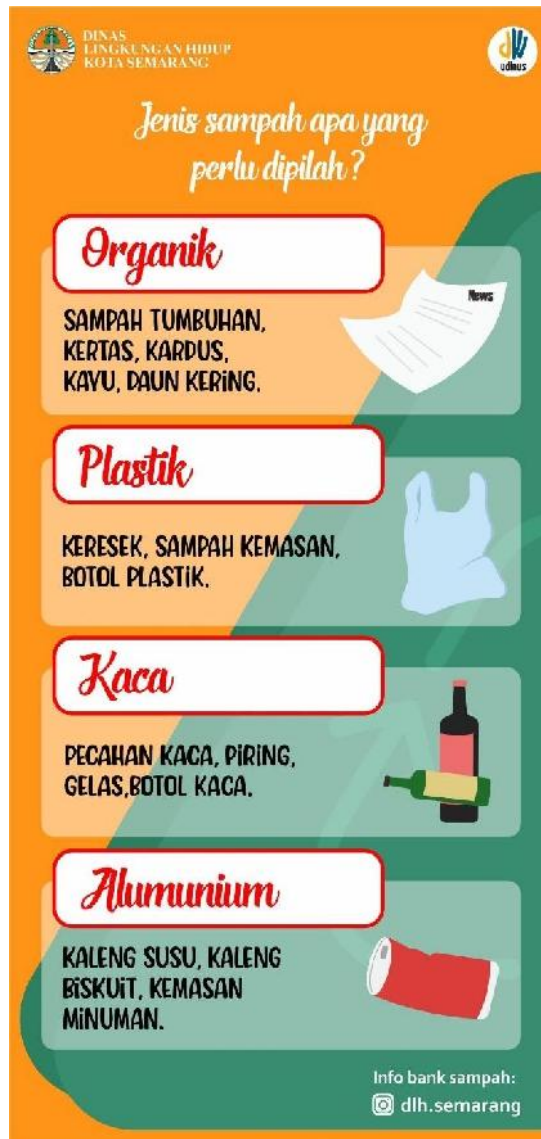 DINAS
LINGKUNGAN HIDUP
KOTA SEMARANG
udinus
Jenis sampah apa yang
perlu dipilah?
Organik
SAMPAH TUMBUHAN,
KERTAS, KARDUS,
KAYU, DAUN KERiNG.
News
Plastik
KERESEK, SAMPAH KEMASAN,
BOTOL PLASTiK.
Kaca
PECAHAN KACA, PiRiNG,
GELAS,BOTOL KACA.
Alumunium
KALENG SUSU, KALENG
BiSKUiT, KEMASAN
MiNUMAN.
Info bank sampah:
dlh.semarang